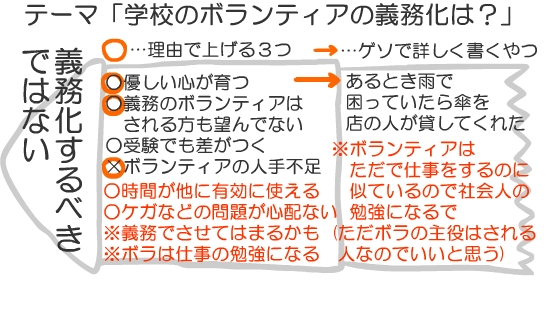 テーマ「学校のボランティアの義務化は？」
○…理由で上げる３つ
→…ゲソで詳しく書くやつ
義務化するべき
ではない
○優しい心が育つ
○義務のボランティアは
される方も望んでない
○受験でも差がつく
×ボランティアの人手不足
○時間が他に有効に使える
○ケガなどの問題が心配ない
※義務でさせてはまるかも
※ボラは仕事の勉強になる
→あるとき雨で
困っていたら傘を
店の人が貸してくれた
※ボランティアは
ただで仕事をするのに
似ているので社会人の
勉強になるで
(ただボラの主役はされる
人なのでいいと思う)